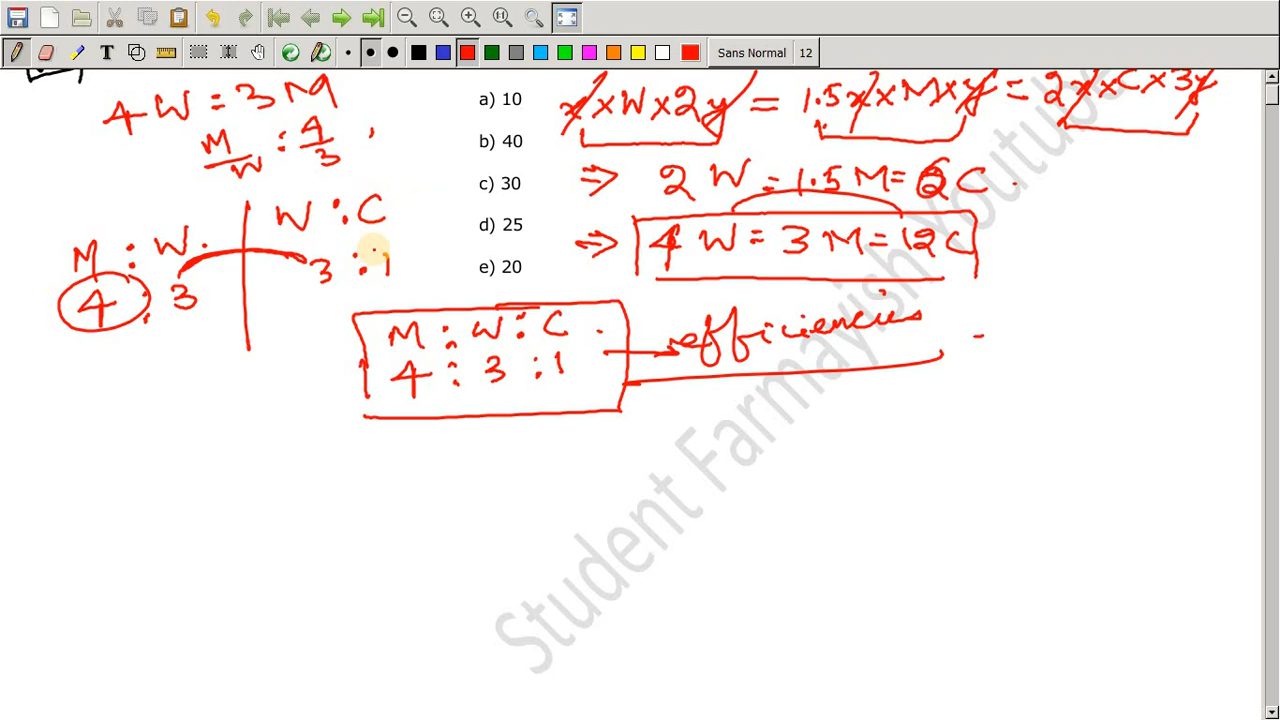 Sans Normal 12
4W = 3M
M/W : 4/3
M : W
4 : 3
W : C
3 : 1
a) 10
b) 40
c) 30
d) 25
e) 20
x × W × 2y = 1.5x × M × y = 2x × C × 3y
⇒ 2W = 1.5M = 6C.
⇒ 4W = 3M = 12C
M : W : C
4 : 3 : 1
efficiencies
Student Farmayish Youtube